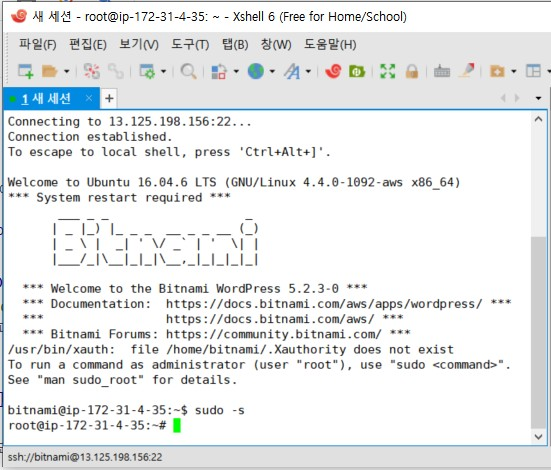 새 세션 - root@ip-172-31-4-35: ~ - Xshell 6 (Free for Home/School)
파일(F) 편집(E) 보기(V) 도구(T) 탭(B) 창(W) 도움말(H)
1 새 세션
Connecting to 13.125.198.156:22...
Connection established.
To escape to local shell, press 'Ctrl+Alt+]'.
Welcome to Ubuntu 16.04.6 LTS (GNU/Linux 4.4.0-1092-aws x86_64)
*** System restart required ***
Bitnami
*** Welcome to the Bitnami WordPress 5.2.3-0 ***
*** Documentation:  https://docs.bitnami.com/aws/apps/wordpress/ ***
***                 https://docs.bitnami.com/aws/ ***
*** Bitnami Forums: https://community.bitnami.com/ ***
/usr/bin/xauth:  file /home/bitnami/.Xauthority does not exist
To run a command as administrator (user "root"), use "sudo <command>".
See "man sudo_root" for details.
bitnami@ip-172-31-4-35:~$ sudo -s
root@ip-172-31-4-35:~#
ssh://bitnami@13.125.198.156:22